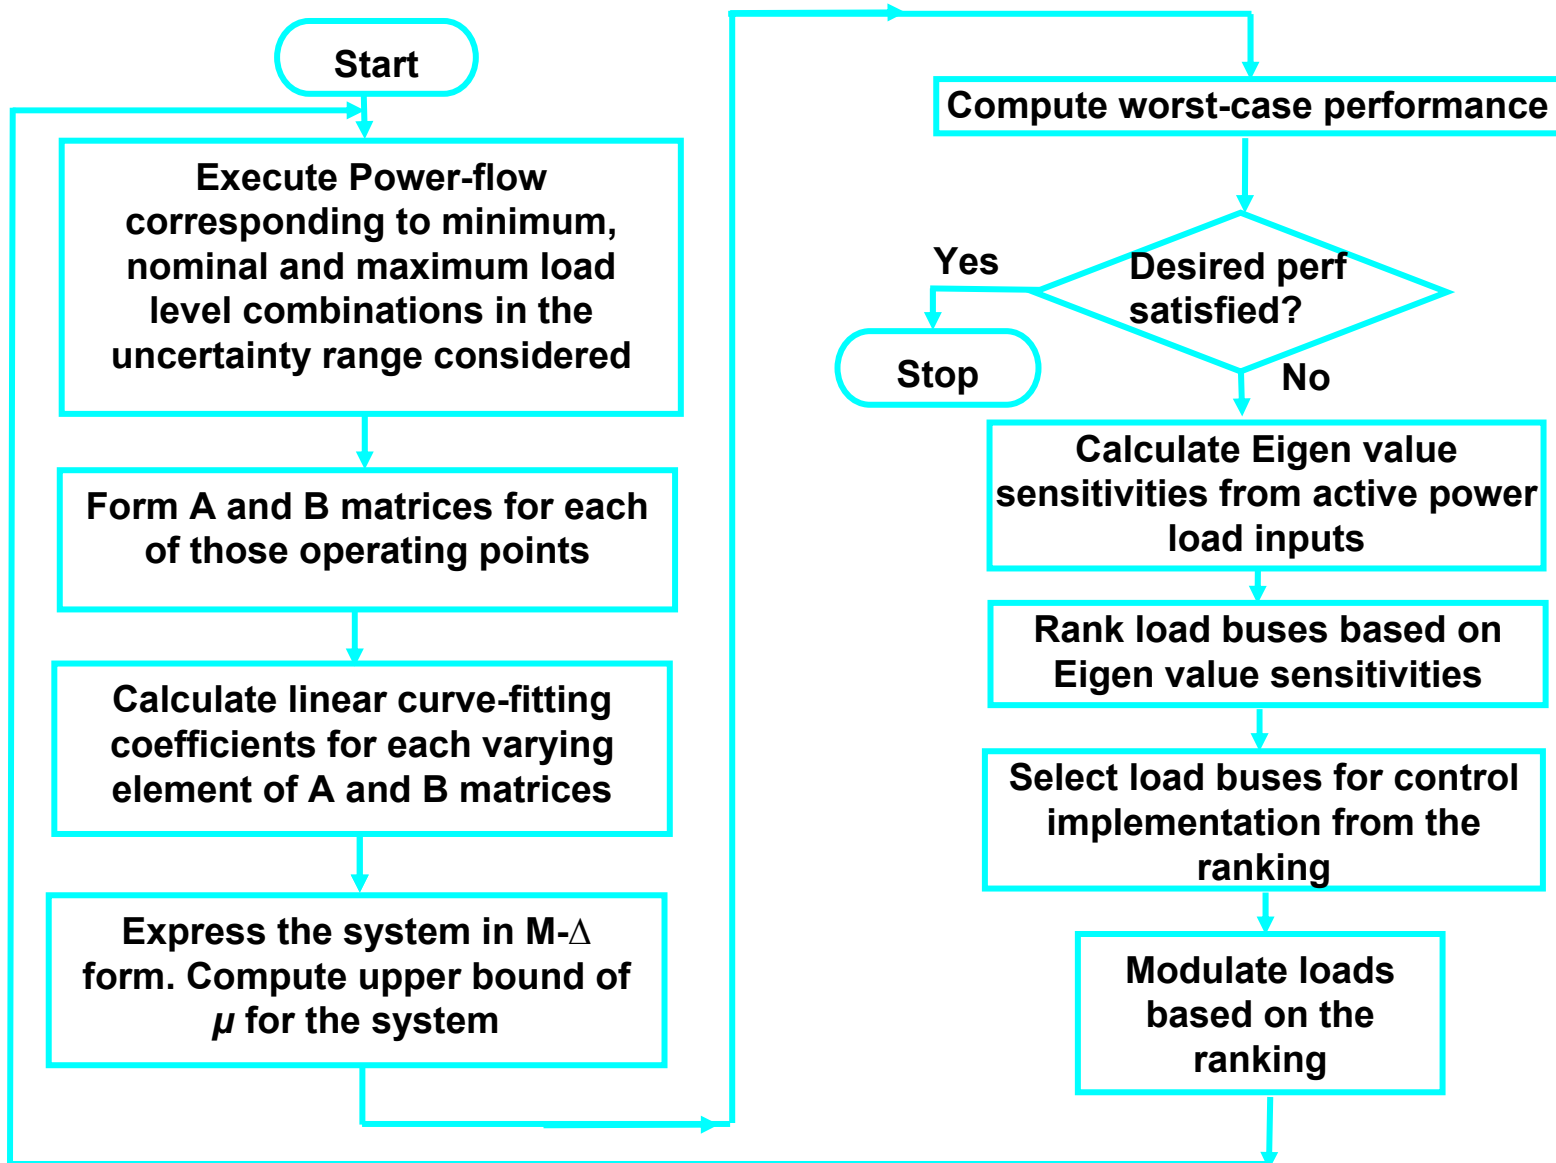 Start
Execute Power-flow
corresponding to minimum,
nominal and maximum load
level combinations in the
uncertainty range considered
Form A and B matrices for each
of those operating points
Calculate linear curve-fitting
coefficients for each varying
element of A and B matrices
Express the system in M-∆
form. Compute upper bound of
µ for the system
Compute worst-case performance
Desired perf
satisfied?
Yes
Stop
No
Calculate Eigen value
sensitivities from active power
load inputs
Rank load buses based on
Eigen value sensitivities
Select load buses for control
implementation from the
ranking
Modulate loads
based on the
ranking